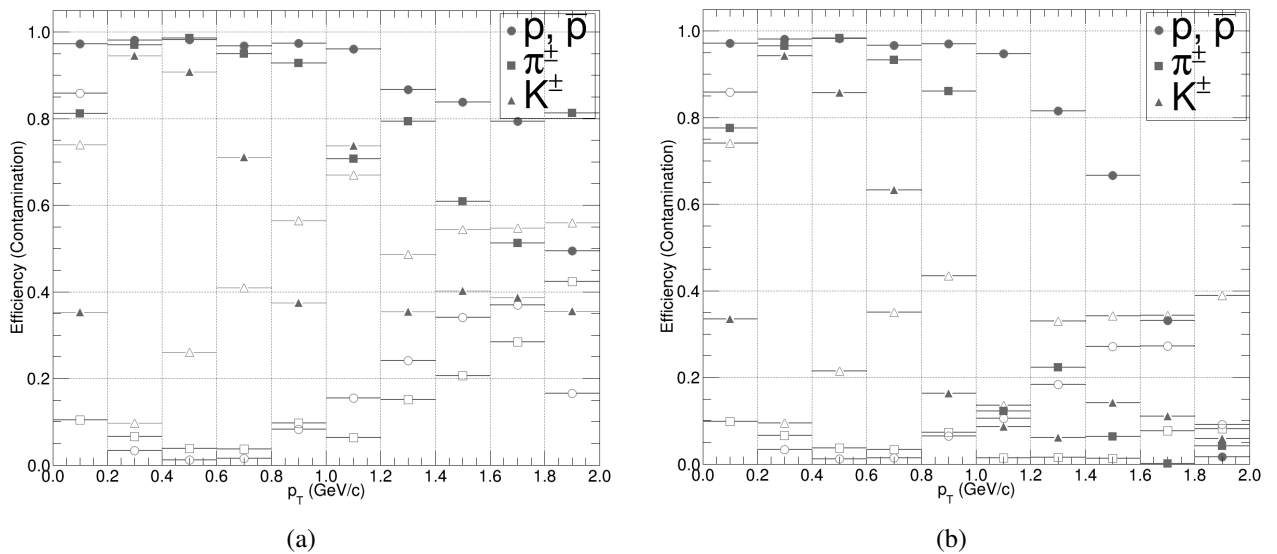 Efficiency (Contamination)
1.0
0.8
0.6
0.4
0.2
0.0
0.0 0.2 0.4 0.6 0.8 1.0 1.2 1.4 1.6 1.8 2.0
p_T (GeV/c)
p, p̅
π±
K±
(a)
Efficiency (Contamination)
1.0
0.8
0.6
0.4
0.2
0.0
0.0 0.2 0.4 0.6 0.8 1.0 1.2 1.4 1.6 1.8 2.0
p_T (GeV/c)
p, p̅
π±
K±
(b)